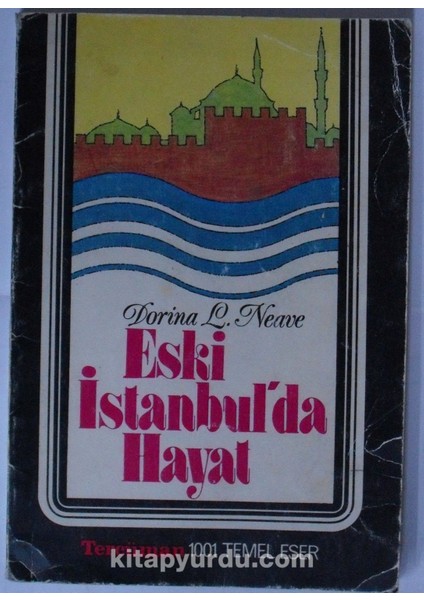 Dorina L. Neave
Eski
İstanbul'da
Hayat
Tercüman 1001 TEMEL ESER
kitapyurdu.com